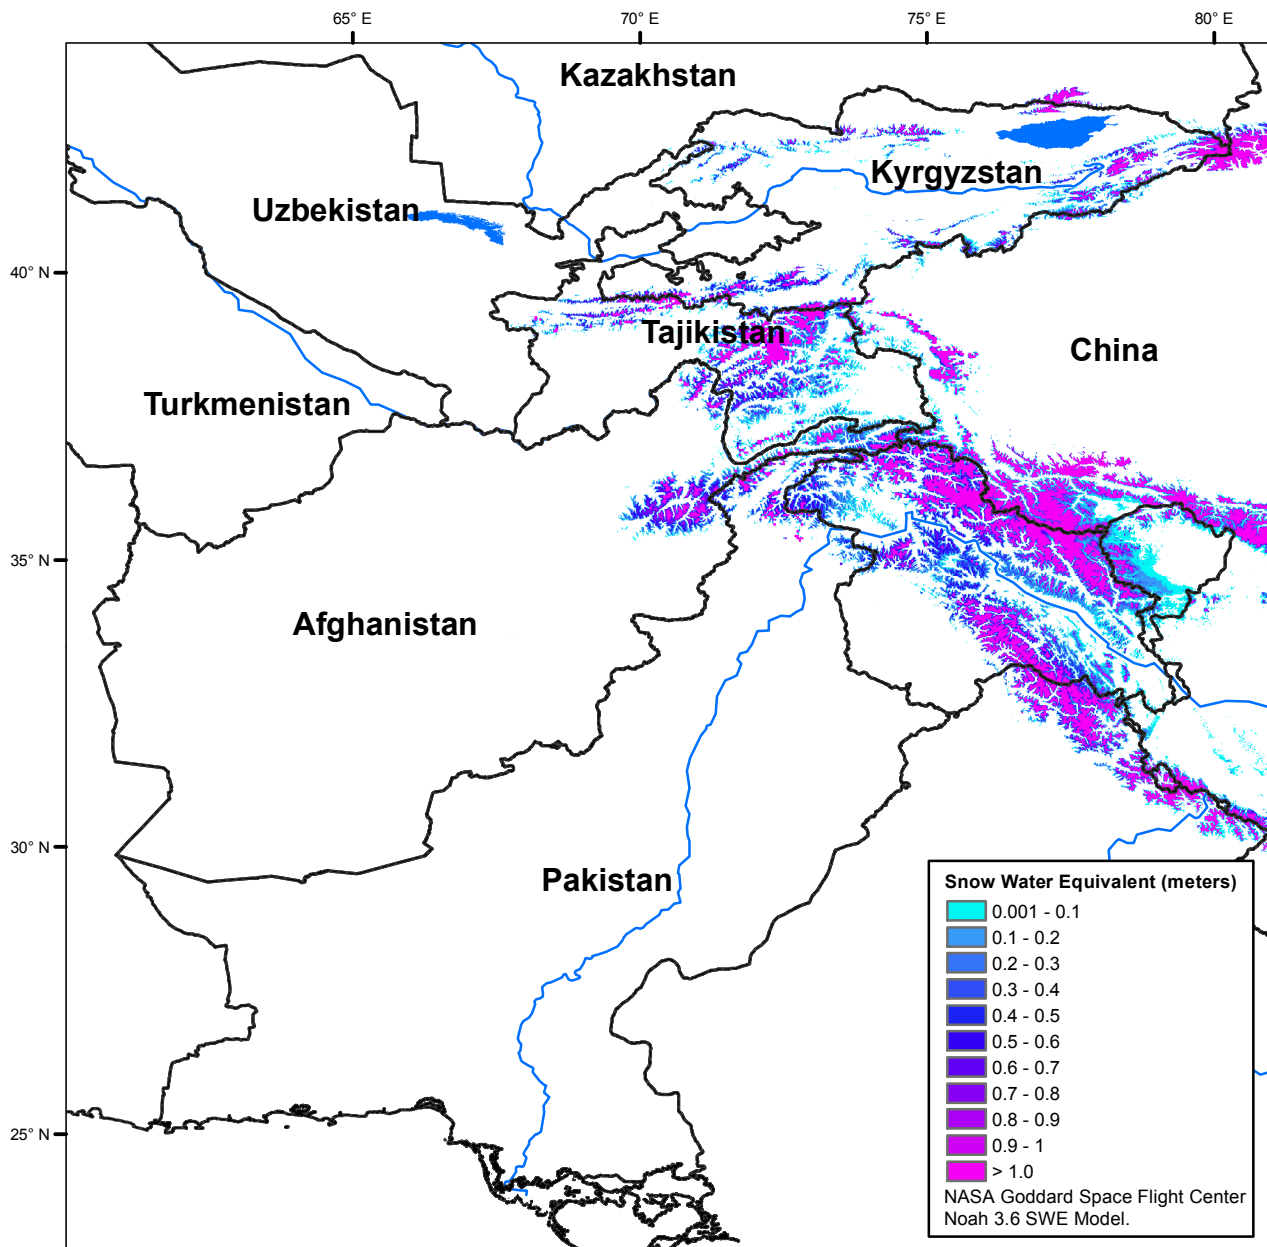 65° E
70° E
75° E
80° E
Kazakhstan
Kyrgyzstan
Uzbekistan
40° N
Tajikistan
China
Turkmenistan
35° N
Afghanistan
30° N
Pakistan
25° N
Snow Water Equivalent (meters)
0.001 - 0.1
0.1 - 0.2
0.2 - 0.3
0.3 - 0.4
0.4 - 0.5
0.5 - 0.6
0.6 - 0.7
0.7 - 0.8
0.8 - 0.9
0.9 - 1
> 1.0
NASA Goddard Space Flight Center
Noah 3.6 SWE Model.